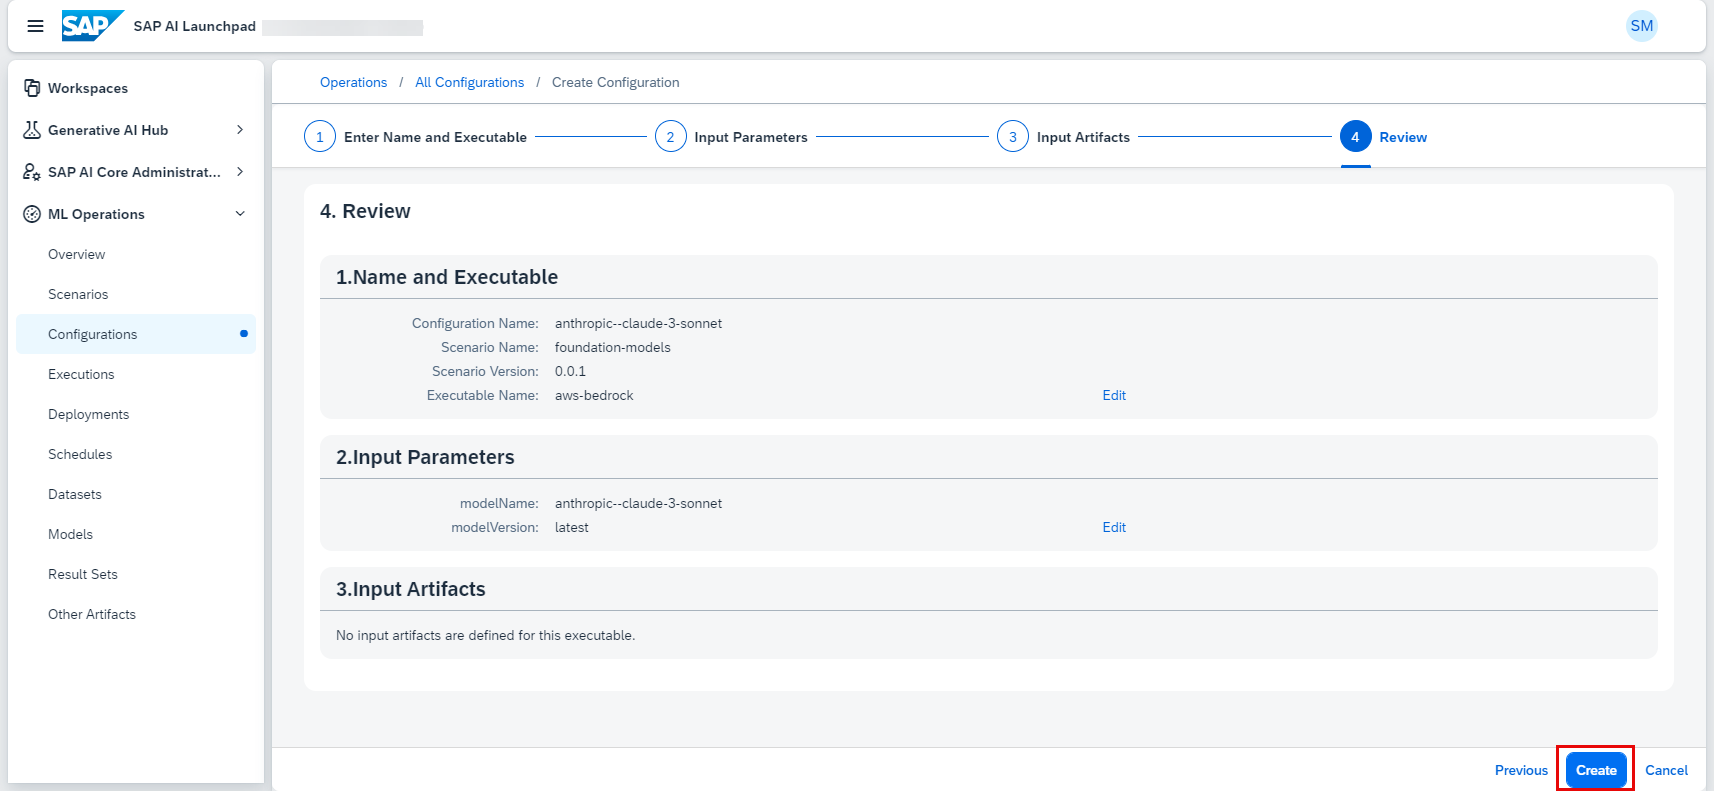 SAP SAP AI Launchpad
SM
Workspaces
Generative AI Hub
SAP AI Core Administrat...
ML Operations
Overview
Scenarios
Configurations
Executions
Deployments
Schedules
Datasets
Models
Result Sets
Other Artifacts
Operations / All Configurations / Create Configuration
1 Enter Name and Executable 2 Input Parameters 3 Input Artifacts 4 Review
4. Review
1.Name and Executable
Configuration Name: anthropic--claude-3-sonnet
Scenario Name: foundation-models
Scenario Version: 0.0.1
Executable Name: aws-bedrock Edit
2.Input Parameters
modelName: anthropic--claude-3-sonnet
modelVersion: latest Edit
3.Input Artifacts
No input artifacts are defined for this executable.
Previous Create Cancel